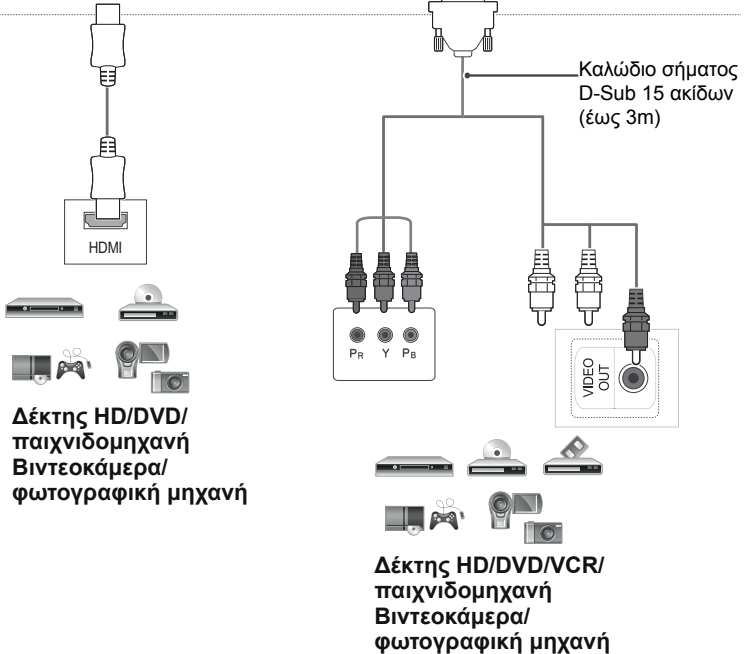 Καλώδιο σήματος
D-Sub 15 ακίδων
(έως 3m)
HDMI
PR Y PB
VIDEO
OUT
Δέκτης HD/DVD/
παιχνιδομηχανή
Βιντεοκάμερα/
φωτογραφική μηχανή
Δέκτης HD/DVD/VCR/
παιχνιδομηχανή
Βιντεοκάμερα/
φωτογραφική μηχανή